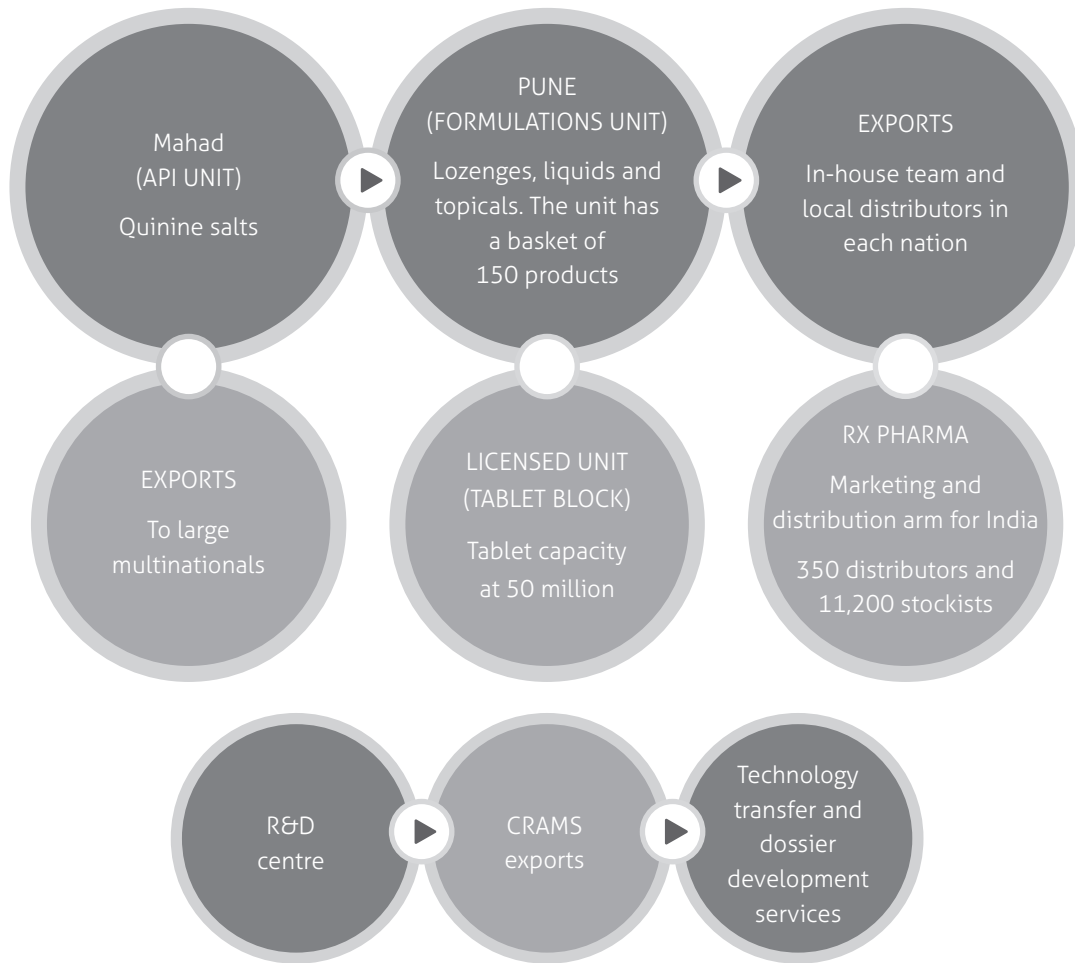 Mahad
(API UNIT)
Quinine salts
PUNE
(FORMULATIONS UNIT)
Lozenges, liquids and
topicals. The unit has
a basket of
150 products
EXPORTS
In-house team and
local distributors in
each nation
EXPORTS
To large
multinationals
LICENSED UNIT
(TABLET BLOCK)
Tablet capacity
at 50 million
RX PHARMA
Marketing and
distribution arm for India
350 distributors and
11,200 stockists
R&D
centre
CRAMS
exports
Technology
transfer and
dossier
development
services